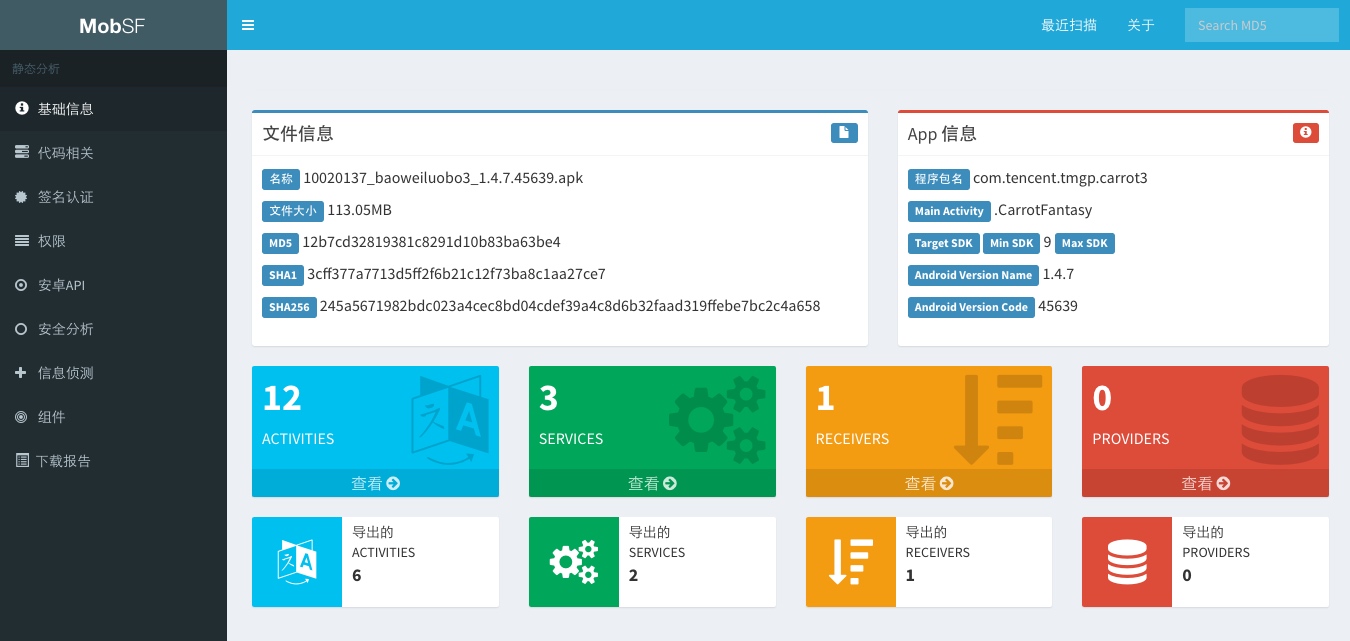 MobSF
最近扫描
关于
Search MD5
静态分析
基础信息
代码相关
签名认证
权限
安卓API
安全分析
信息侦测
组件
下载报告
文件信息
名称 10020137_baoweiluobo3_1.4.7.45639.apk
文件大小 113.05MB
MD5 12b7cd32819381c8291d10b83ba63be4
SHA1 3cff377a7713d5ff2f6b21c12f73ba8c1aa27ce7
SHA256 245a5671982bdc023a4cec8bd04cdef39a4c8d6b32faad319ffebe7bc2c4a658
App 信息
程序包名 com.tencent.tmgp.carrot3
Main Activity .CarrotFantasy
Target SDK Min SDK 9 Max SDK
Android Version Name 1.4.7
Android Version Code 45639
12
ACTIVITIES
查看
3
SERVICES
查看
1
RECEIVERS
查看
0
PROVIDERS
查看
导出的
ACTIVITIES
6
导出的
SERVICES
2
导出的
RECEIVERS
1
导出的
PROVIDERS
0